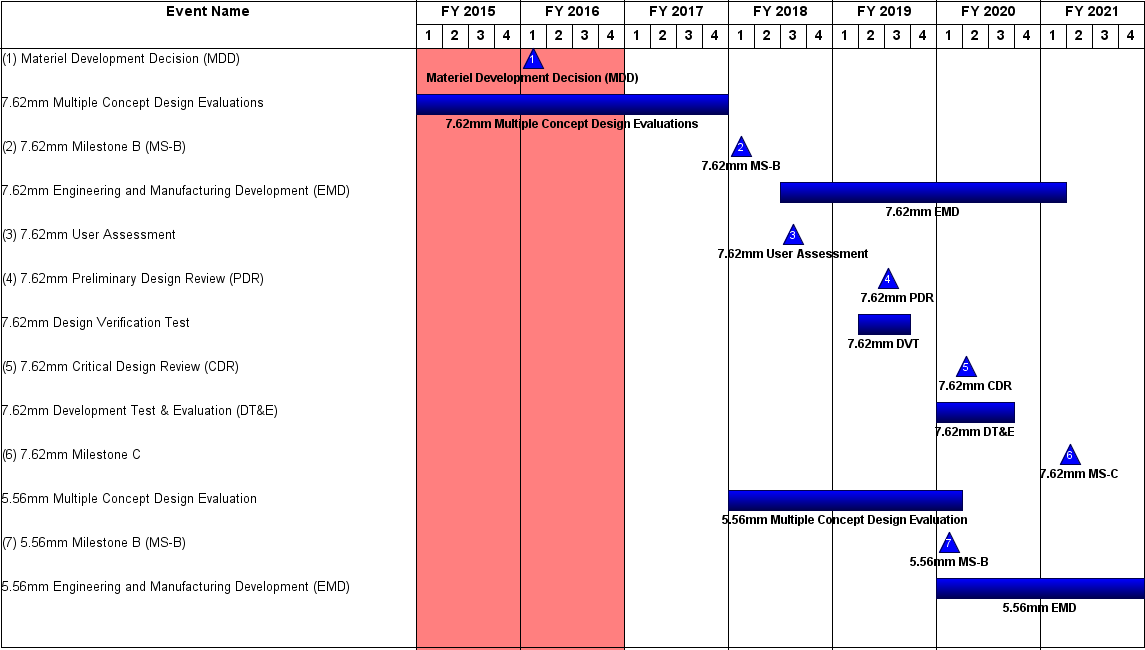 Event Name FY 2015 FY 2016 FY 2017 FY 2018 FY 2019 FY 2020 FY 2021
1 2 3 4 1 2 3 4 1 2 3 4 1 2 3 4 1 2 3 4 1 2 3 4 1 2 3 4
(1) Materiel Development Decision (MDD) 1
Materiel Development Decision (MDD)
7.62mm Multiple Concept Design Evaluations
7.62mm Multiple Concept Design Evaluations
(2) 7.62mm Milestone B (MS-B) 2
7.62mm MS-B
7.62mm Engineering and Manufacturing Development (EMD)
7.62mm EMD
(3) 7.62mm User Assessment 3
7.62mm User Assessment
(4) 7.62mm Preliminary Design Review (PDR) 4
7.62mm PDR
7.62mm Design Verification Test
7.62mm DVT
(5) 7.62mm Critical Design Review (CDR) 5
7.62mm CDR
7.62mm Development Test & Evaluation (DT&E)
7.62mm DT&E
(6) 7.62mm Milestone C 6
7.62mm MS-C
5.56mm Multiple Concept Design Evaluation
5.56mm Multiple Concept Design Evaluation
(7) 5.56mm Milestone B (MS-B) 7
5.56mm MS-B
5.56mm Engineering and Manufacturing Development (EMD)
5.56mm EMD